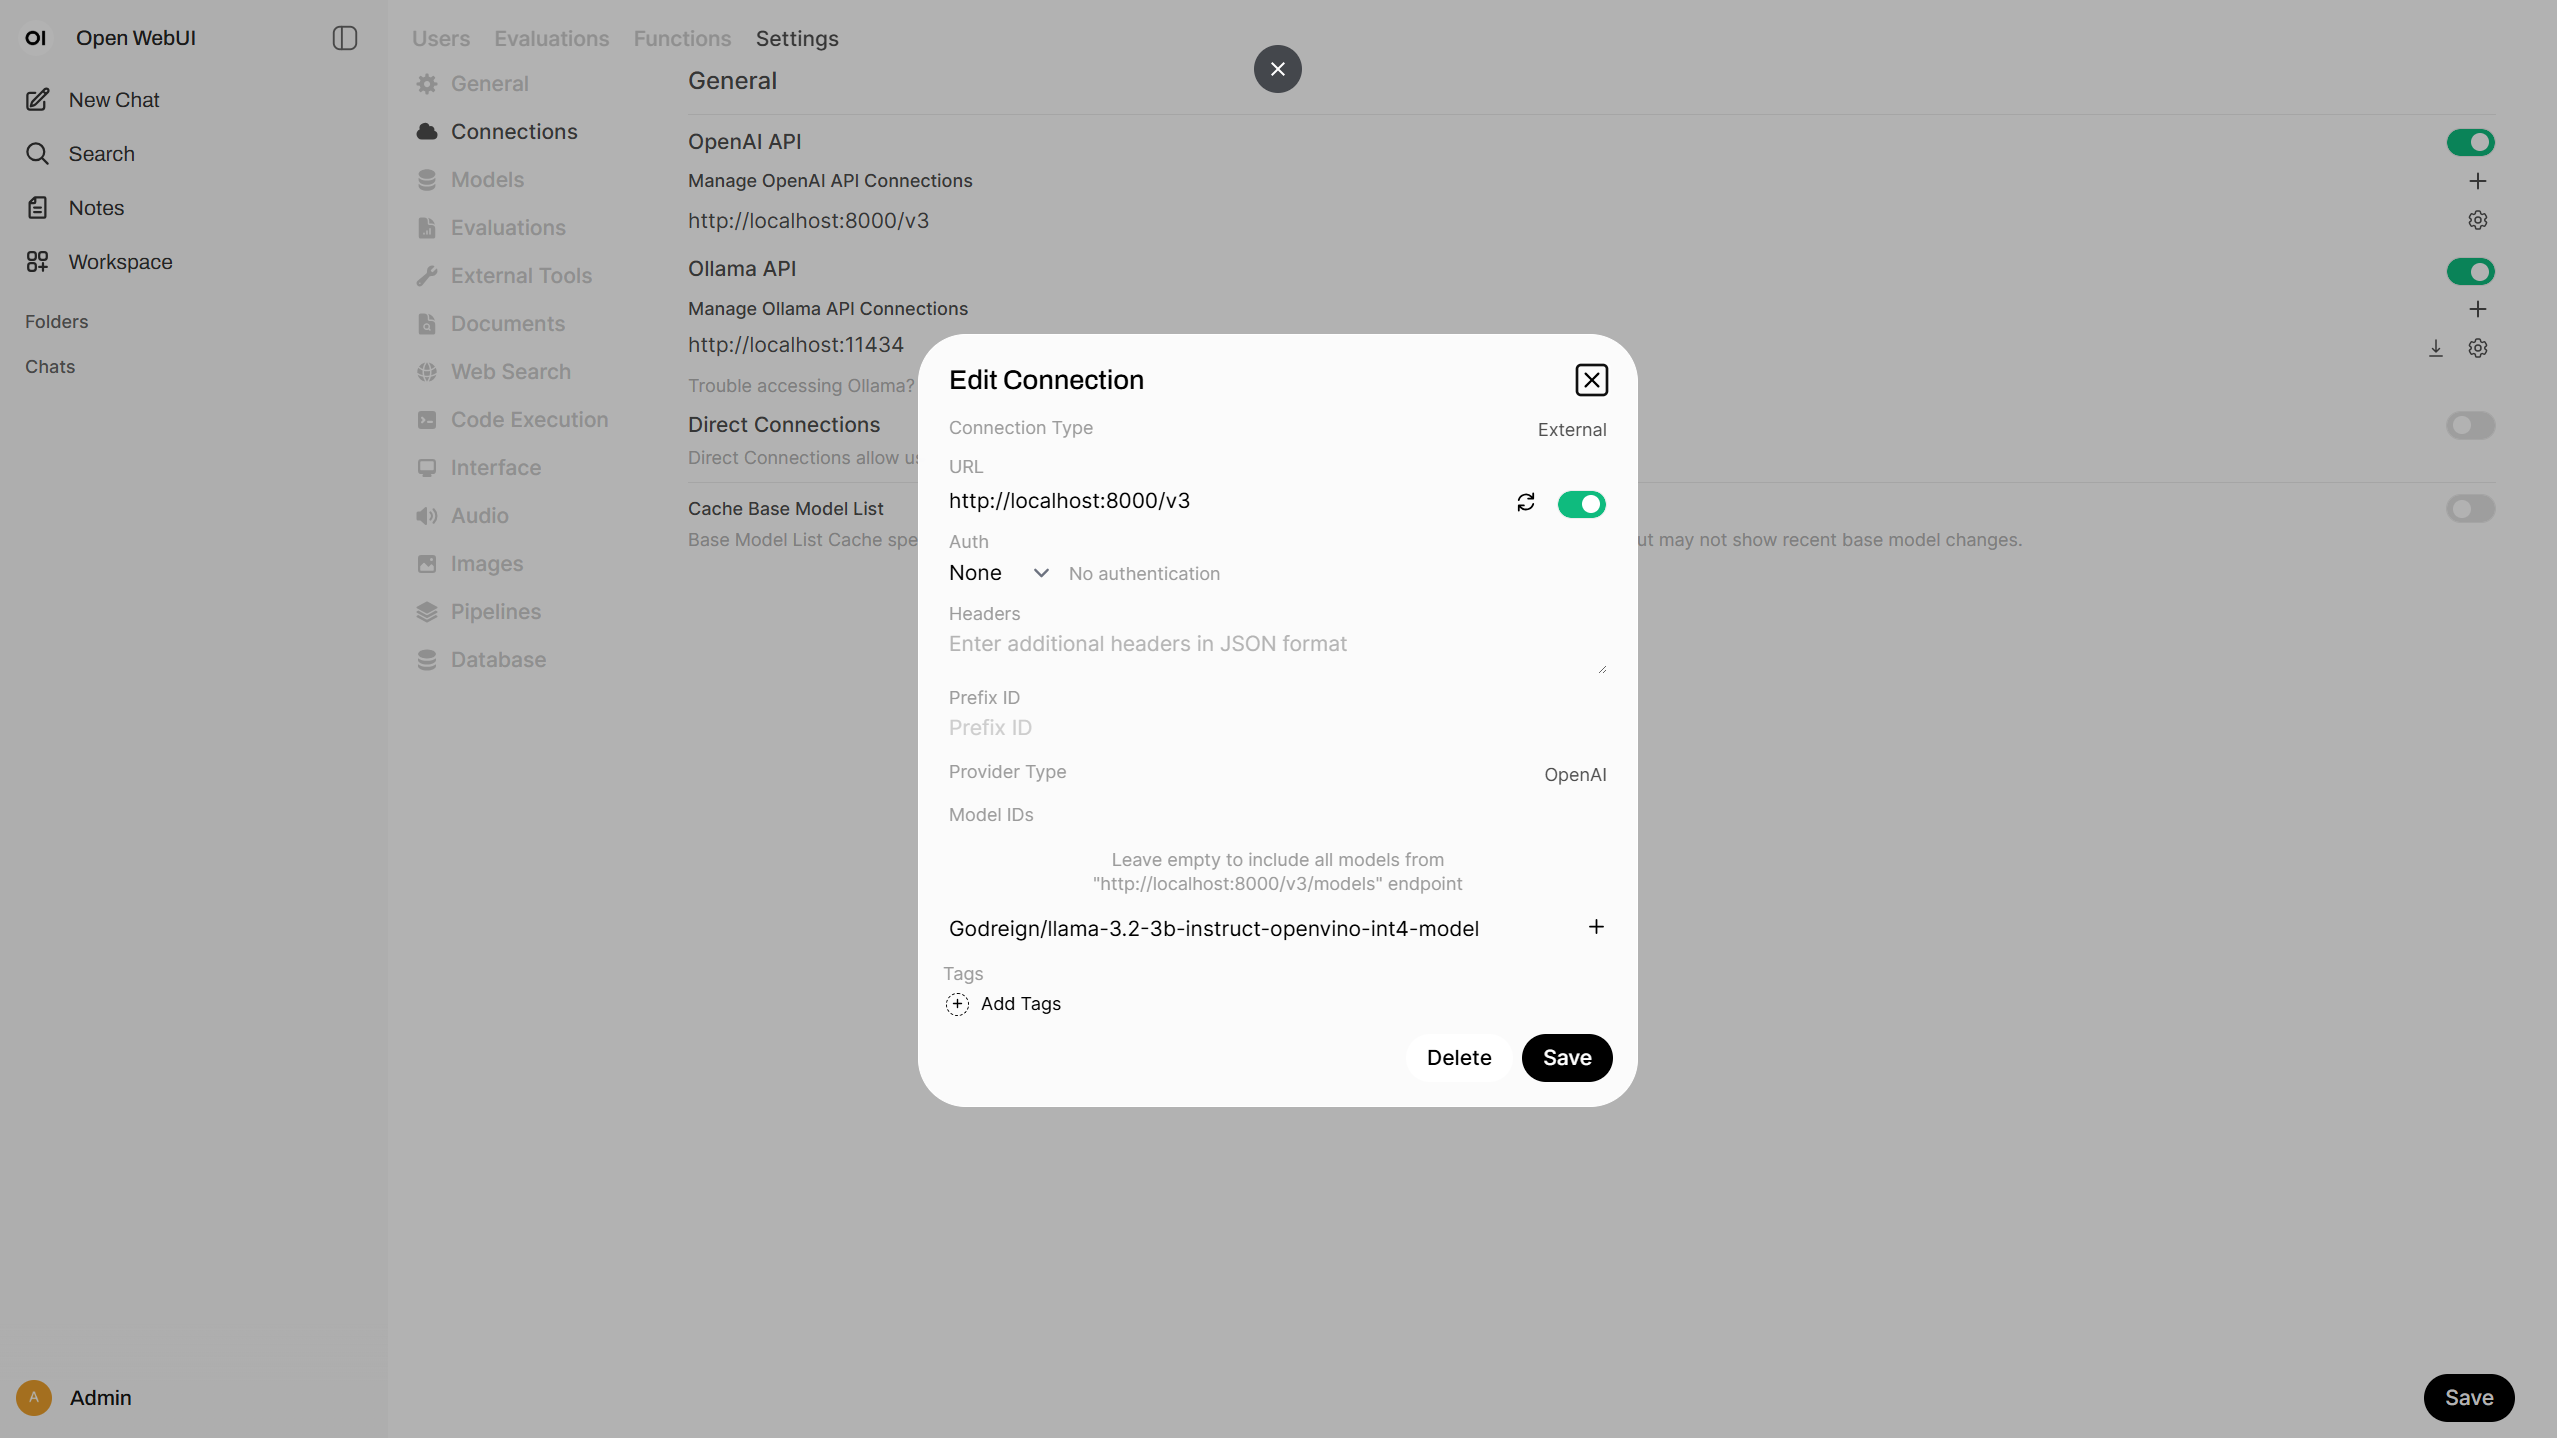 OI Open WebUI
New Chat
Search
Notes
Workspace
Folders
Chats
A Admin
Users Evaluations Functions Settings
General
Connections
Models
Evaluations
External Tools
Documents
Web Search
Code Execution
Interface
Audio
Images
Pipelines
Database
General
OpenAI API
Manage OpenAI API Connections
http://localhost:8000/v3
Ollama API
Manage Ollama API Connections
http://localhost:11434
Trouble accessing Ollama?
Direct Connections
Direct Connections allow
Cache Base Model List
Base Model List Cache ut may not show recent base model changes.
Save
Edit Connection
Connection Type External
URL
http://localhost:8000/v3
Auth
None No authentication
Headers
Enter additional headers in JSON format
Prefix ID
Prefix ID
Provider Type OpenAI
Model IDs
Leave empty to include all models from
"http://localhost:8000/v3/models" endpoint
Godreign/llama-3.2-3b-instruct-openvino-int4-model
Tags
Add Tags
Delete Save